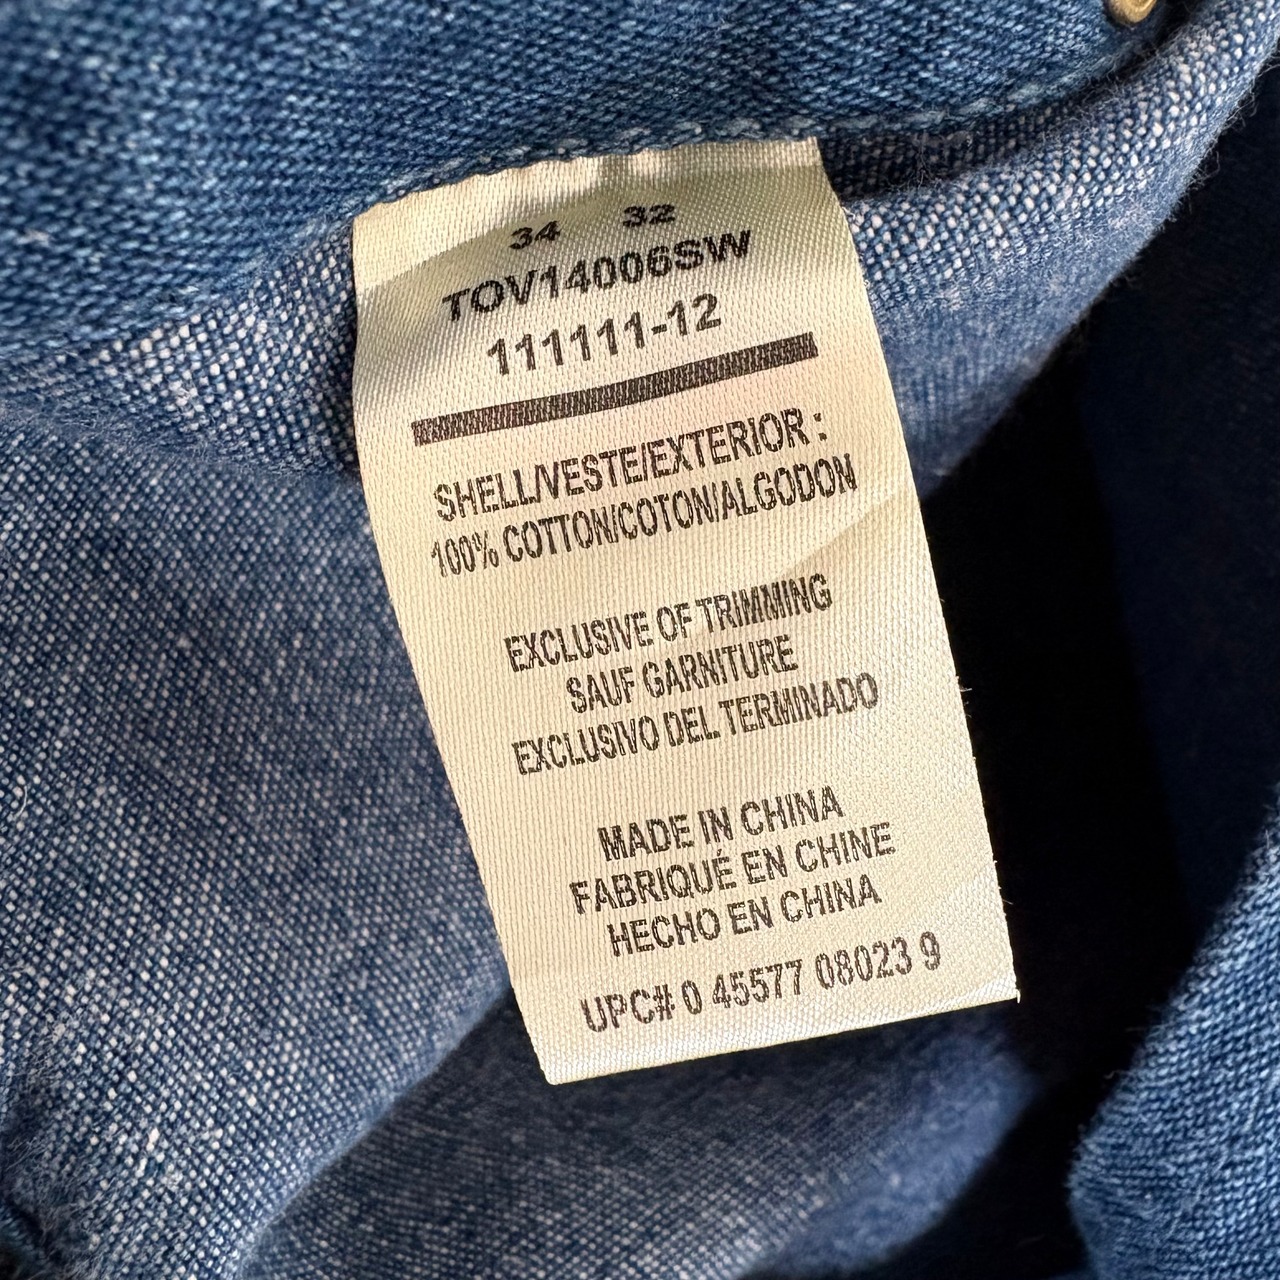 34 32
TOV14006SW
111111-12
SHELL/VESTE/EXTERIOR :
100% COTTON/COTON/ALGODON
EXCLUSIVE OF TRIMMING
SAUF GARNITURE
EXCLUSIVO DEL TERMINADO
MADE IN CHINA
FABRIQUÉ EN CHINE
HECHO EN CHINA
UPC# 0 45577 08023 9